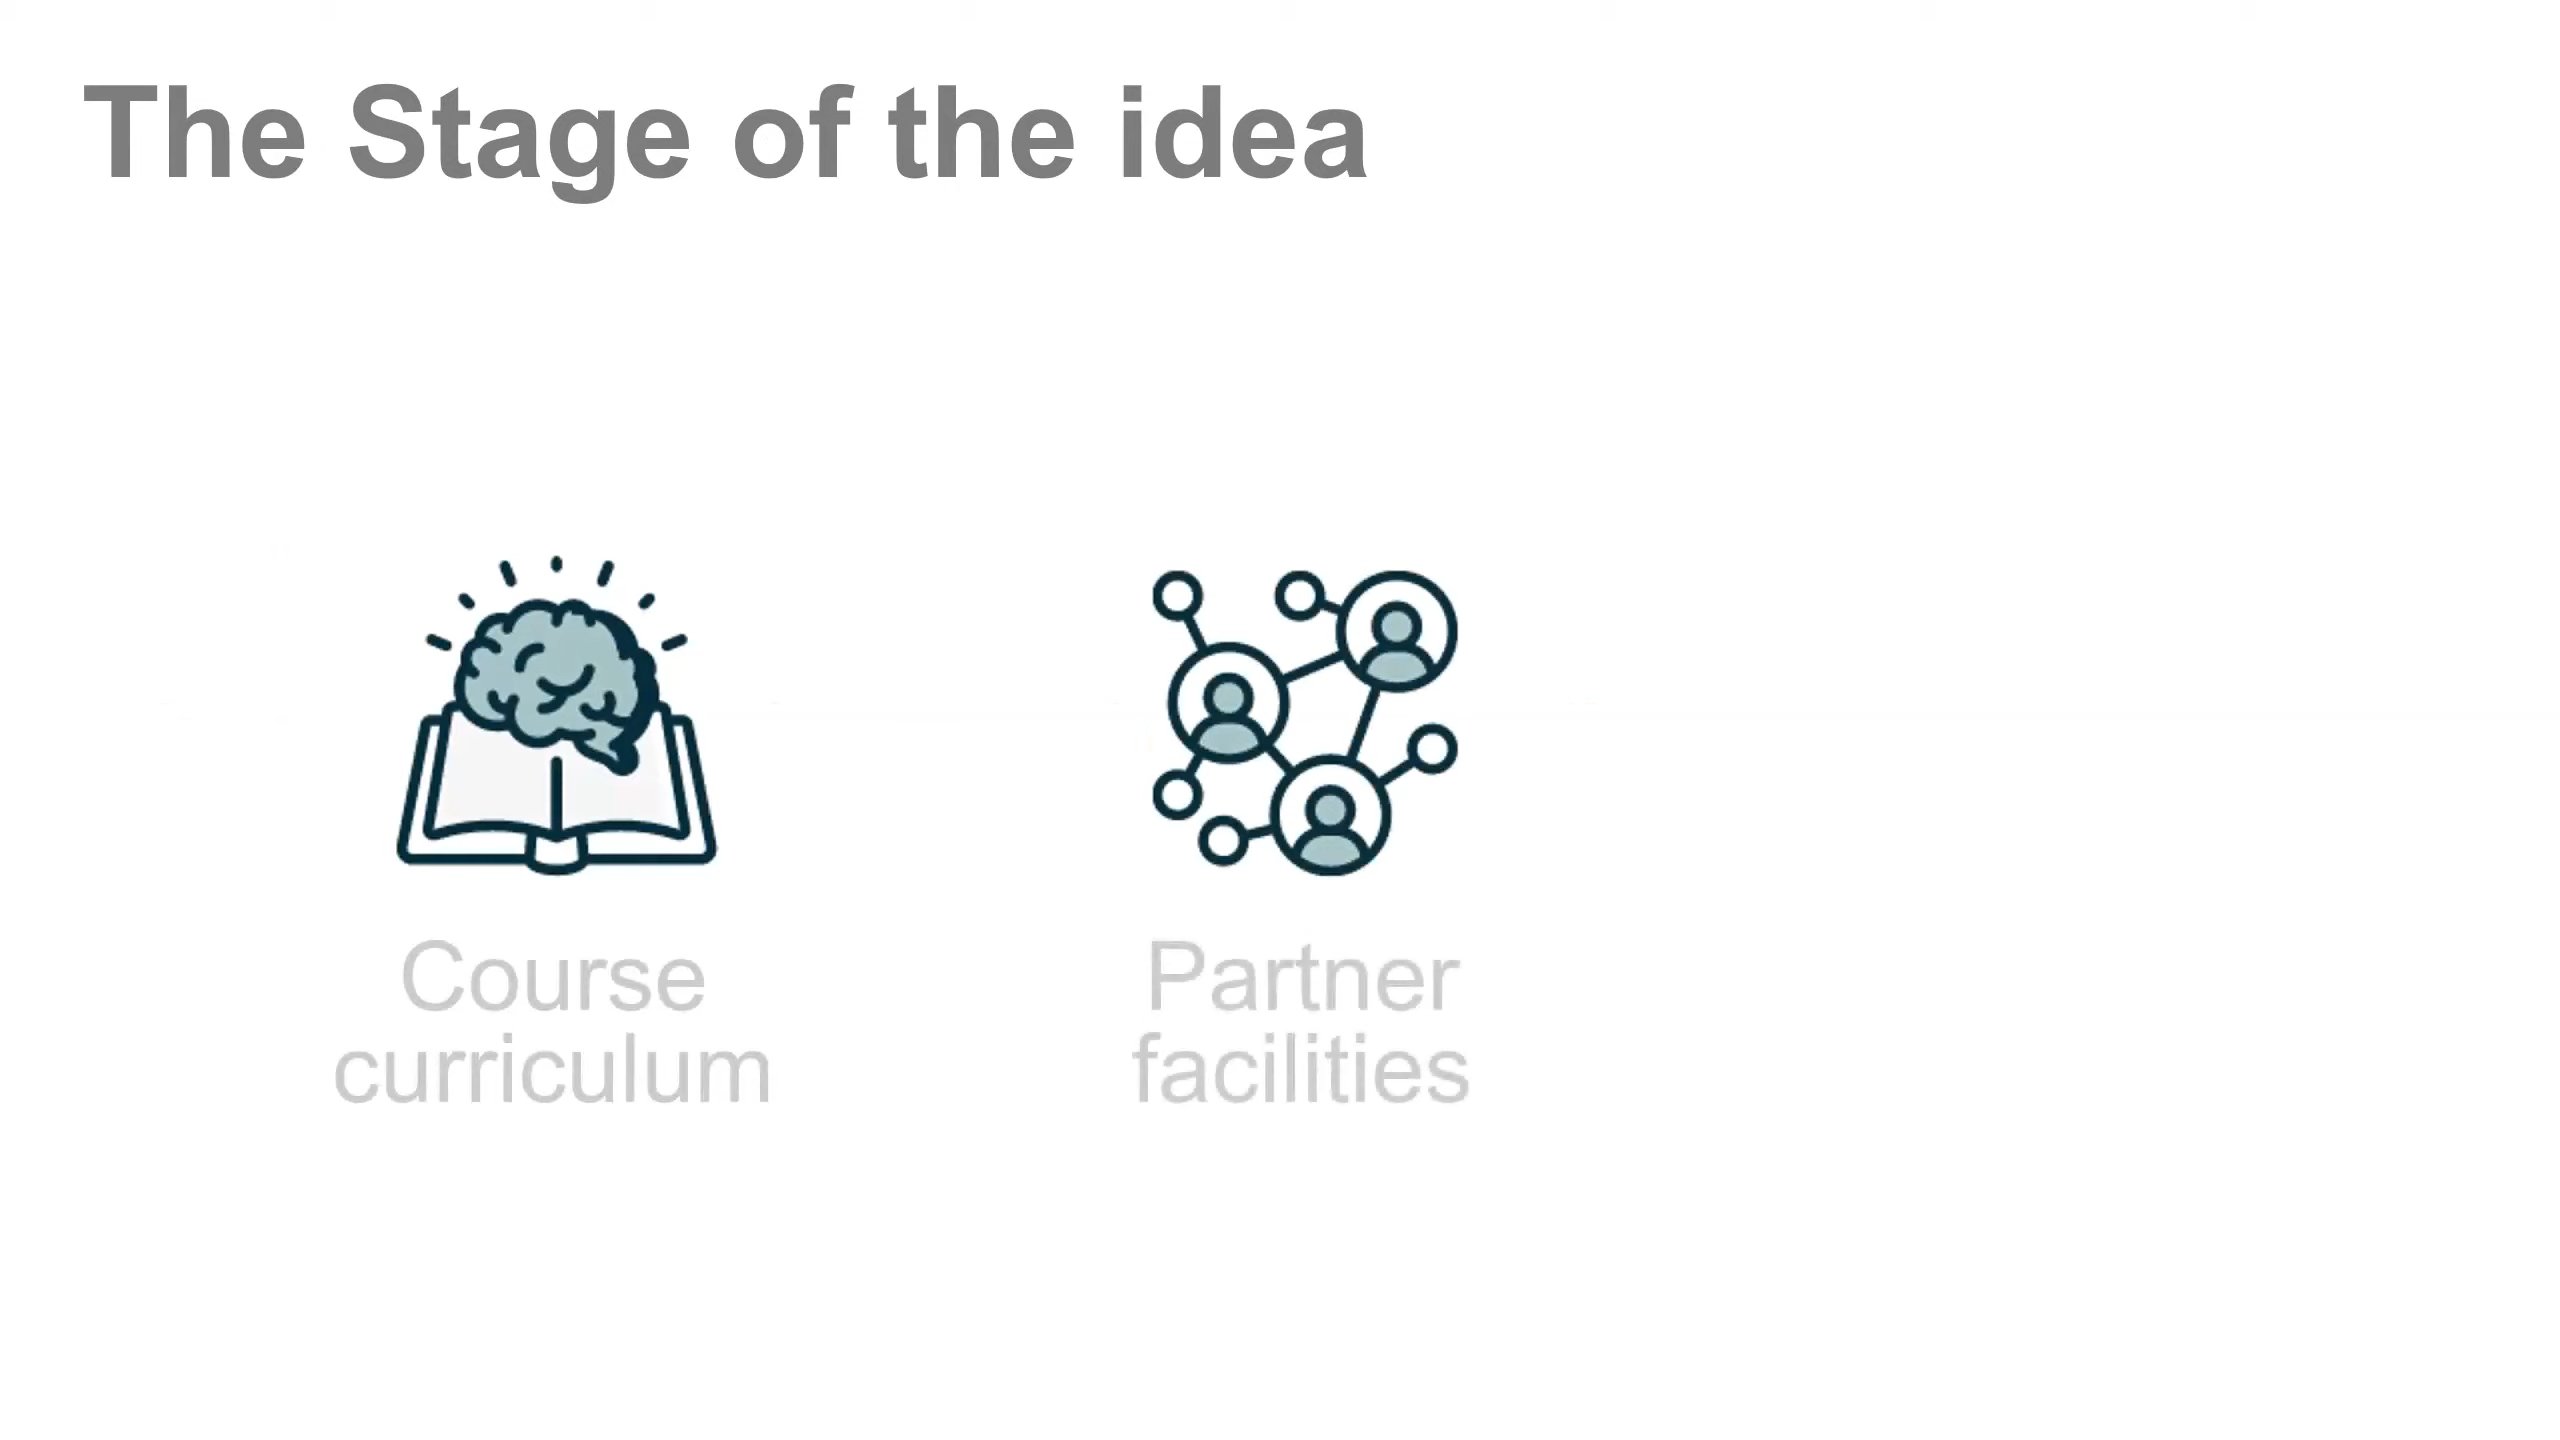 The Stage of the idea
Course
curriculum
Partner
facilities